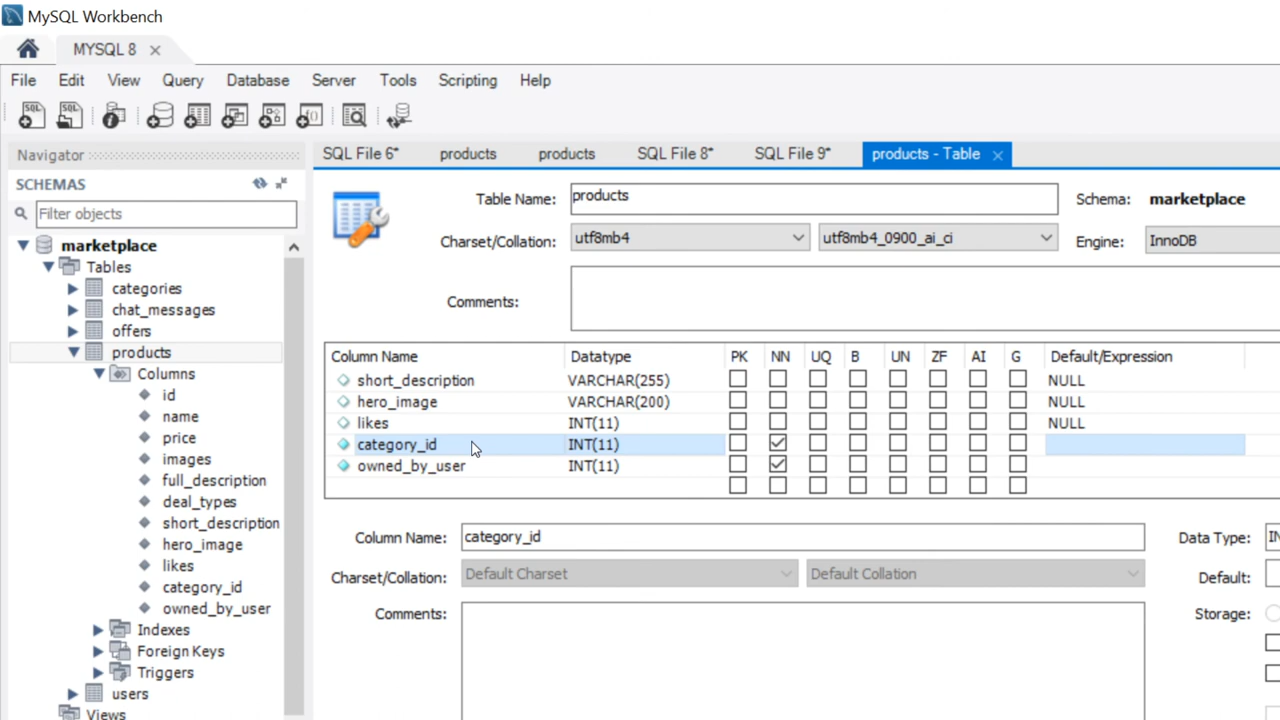 MySQL Workbench
MYSQL 8
File Edit View Query Database Server Tools Scripting Help
Navigator
SCHEMAS
Filter objects
marketplace
Tables
categories
chat_messages
offers
products
Columns
id
name
price
images
full_description
deal_types
short_description
hero_image
likes
category_id
owned_by_user
Indexes
Foreign Keys
Triggers
users
Views
SQL File 6* products products SQL File 8* SQL File 9* products - Table
Table Name: products Schema: marketplace
Charset/Collation: utf8mb4 utf8mb4_0900_ai_ci Engine: InnoDB
Comments:
Column Name Datatype PK NN UQ B UN ZF AI G Default/Expression
short_description VARCHAR(255) NULL
hero_image VARCHAR(200) NULL
likes INT(11) NULL
category_id INT(11)
owned_by_user INT(11)
Column Name: category_id Data Type: IN
Charset/Collation: Default Charset Default Collation Default:
Comments: Storage: